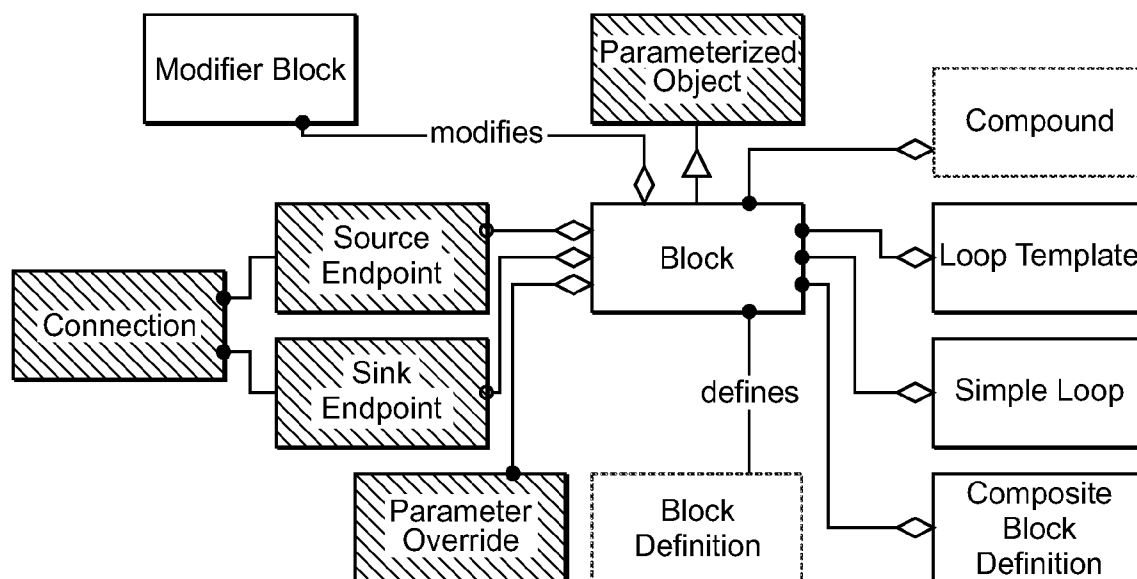 Modifier Block
Parameterized
Object
Compound
modifies
Source
Endpoint
Block
Loop Template
Connection
Sink
Endpoint
defines
Simple Loop
Parameter
Override
Block
Definition
Composite
Block
Definition